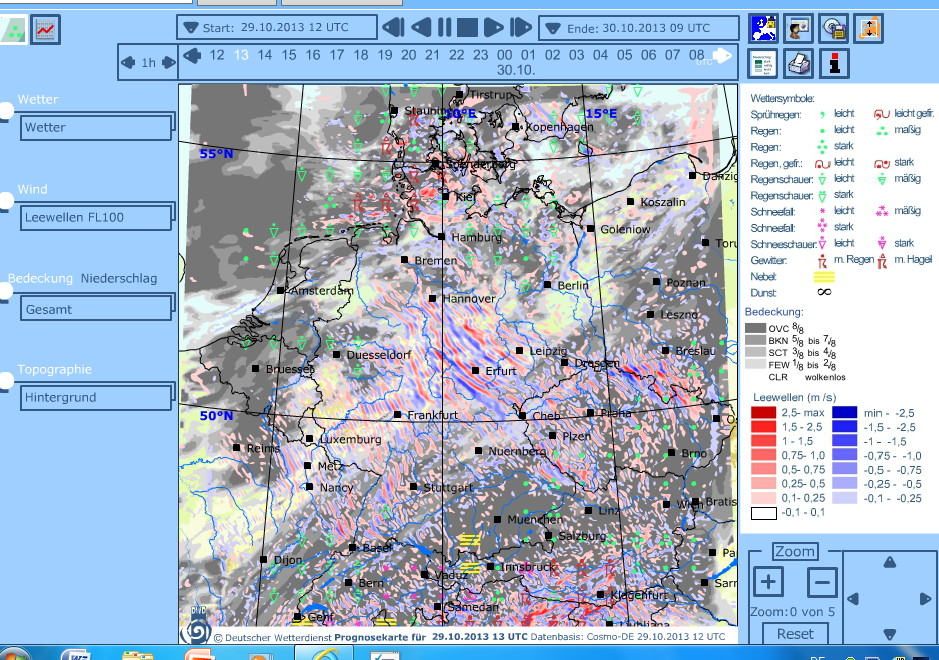 Start: 29.10.2013 12 UTC
Ende: 30.10.2013 09 UTC
1h
12 13 14 15 16 17 18 19 20 21 22 23 00 01 02 03 04 05 06 07 08
UTC
30.10.
Wetter
Wetter
Wind
Leewellen FL100
Bedeckung Niederschlag
Gesamt
Topographie
Hintergrund
Tirstrup
15°E
Kopenhagen
55°N
Danzig
Kiel
Koszalin
Goleniow
Hamburg
Bremen
Amsterdam
Berlin
Poznan
Hannover
Leszno
Duesseldorf
Leipzig
Breslau
Bruessel
Erfurt
Dresden
50°N
Frankfurt
Cheb
Praha
Reims
Luxemburg
Plzen
Nuernberg
Brno
Metz
Nancy
Stuttgart
Wien
Bratis
Linz
Muenchen
Salzburg
Basel
Dijon
Vaduz
Innsbruck
Bern
Klagenfurt
Samedan
Genf
Ljubljana
DWD
© Deutscher Wetterdienst Prognosekarte für 29.10.2013 13 UTC Datenbasis: Cosmo-DE 29.10.2013 12 UTC
Wettersymbole:
Sprühregen: leicht leicht gefr.
Regen: leicht mäßig
Regen: stark
Regen, gefr.: leicht stark
Regenschauer: leicht mäßig
Regenschauer: stark
Schneefall: leicht mäßig
Schneefall: stark
Schneeschauer: leicht stark
Gewitter: m. Regen m. Hagel
Nebel:
Dunst:
Bedeckung:
OVC 8/8
BKN 5/8 bis 7/8
SCT 3/8 bis 4/8
FEW 1/8 bis 2/8
CLR wolkenlos
Leewellen (m /s)
2,5- max min - -2,5
1,5 - 2,5 -1,5 - -2,5
1 - 1,5 -1 - -1,5
0,75- 1,0 -0,75 - -1,0
0,5- 0,75 -0,5 - -0,75
0,25- 0,5 -0,25 - -0,5
0,1- 0,25 -0,1 - -0,25
-0,1 - 0,1
Zoom
Zoom: 0 von 5
Reset
DE